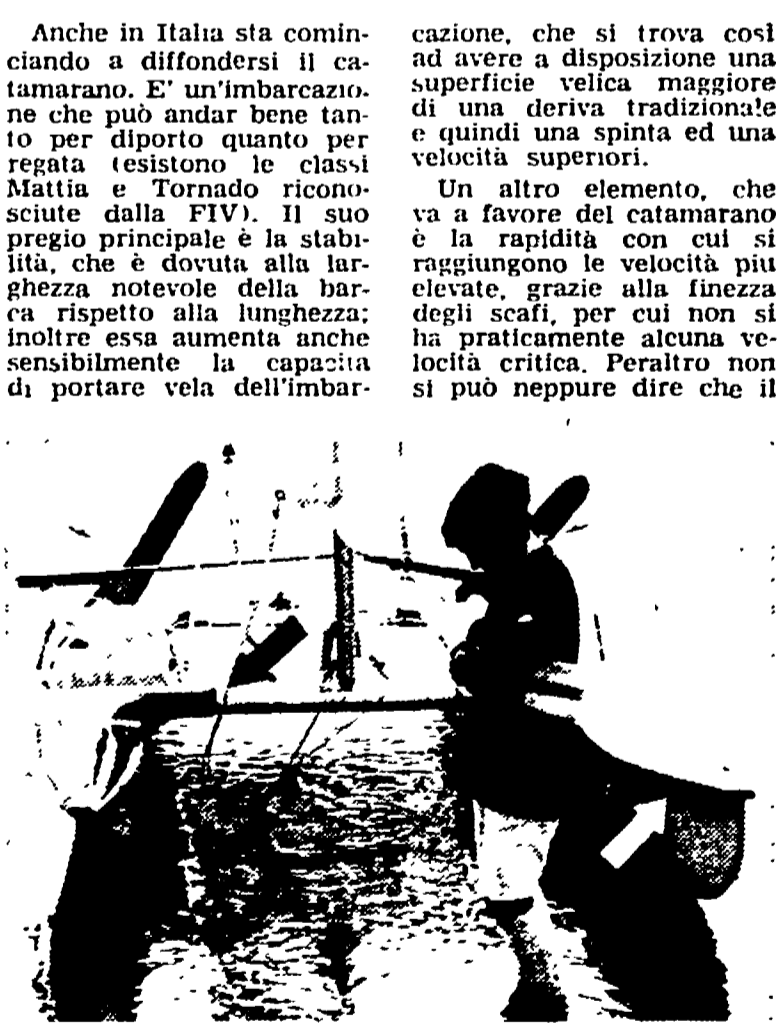 Anche in Italia sta comin-
ciando a diffondersi il ca-
tamarano. E' un'imbarcazio-
ne che può andar bene tan-
to per diporto quanto per
regata (esistono le classi
Mattia e Tornado ricono-
sciute dalla FIV). Il suo
pregio principale è la stabi-
lità, che è dovuta alla lar-
ghezza notevole della bar-
ca rispetto alla lunghezza;
inoltre essa aumenta anche
sensibilmente la capacità
di portare vela dell'imbar-
cazione, che si trova così
ad avere a disposizione una
superficie velica maggiore
di una deriva tradizionale
e quindi una spinta ed una
velocità superiori.
Un altro elemento, che
va a favore del catamarano
è la rapidità con cui si
raggiungono le velocità più
elevate, grazie alla finezza
degli scafi, per cui non si
ha praticamente alcuna ve-
locità critica. Peraltro non
si può neppure dire che il